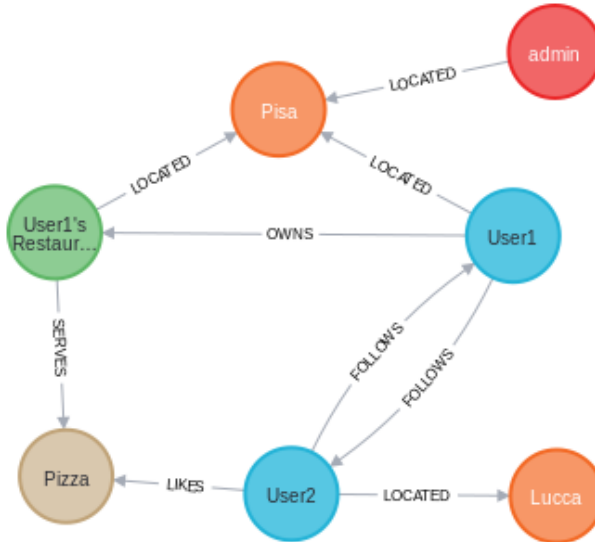 admin
LOCATED
Pisa
LOCATED
LOCATED
User1's
Restaur...
OWNS
User1
SERVES
FOLLOWS
FOLLOWS
Pizza
LIKES
User2
LOCATED
Lucca